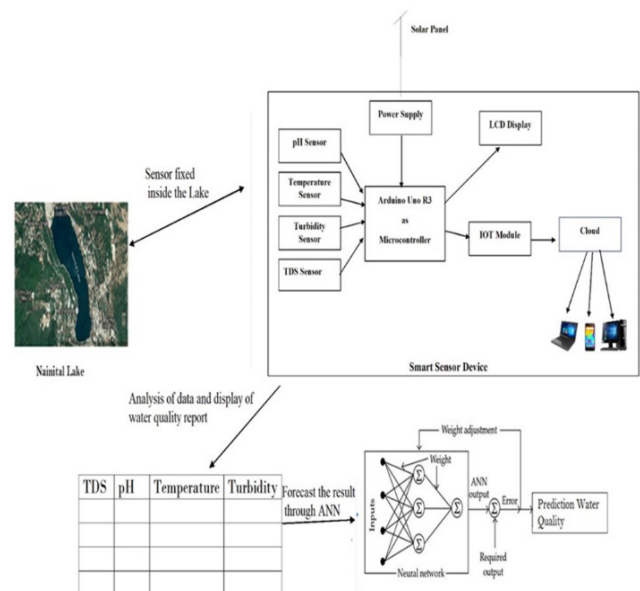 Solar Panel
Power Supply
LCD Display
pH Sensor
Sensor fixed
inside the Lake
Temperature
Sensor
Arduino Uno R3
as
Microcontroller
Turbidity
Sensor
IOT Module
Cloud
TDS Sensor
Nainital Lake
Smart Sensor Device
Analysis of data and display of
water quality report
TDS
pH
Temperature
Turbidity
Forecast the result
through ANN
Weight adjustment
Weight
Inputs
Σ
Σ
Σ
Σ
ANN
output
Σ
Error
Prediction Water
Quality
Required
output
Neural network